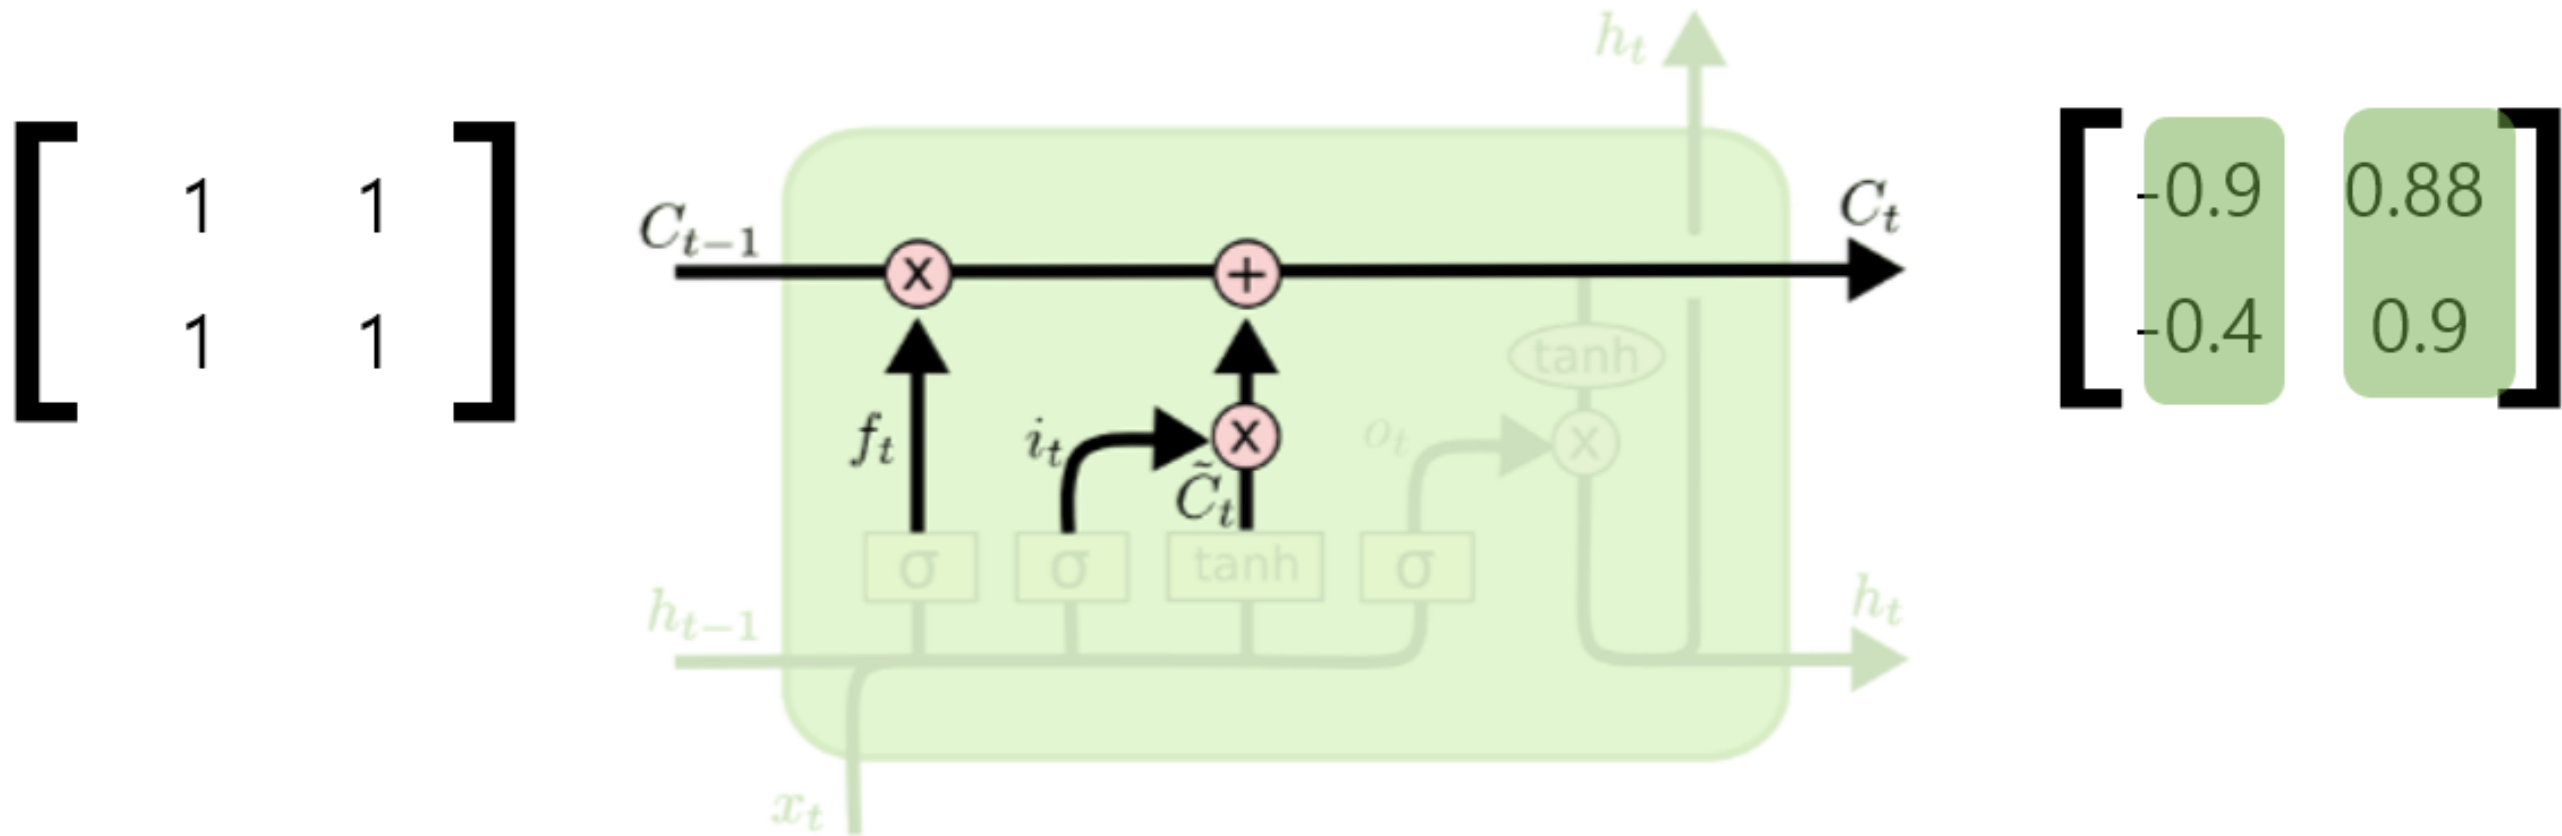 h_t
1 1
-0.9 0.88
C_{t-1} C_t
x +
1 1
-0.4 0.9
tanh
f_t i_t x o_t x
C̃_t
σ σ tanh σ
h_{t-1} h_t
x_t